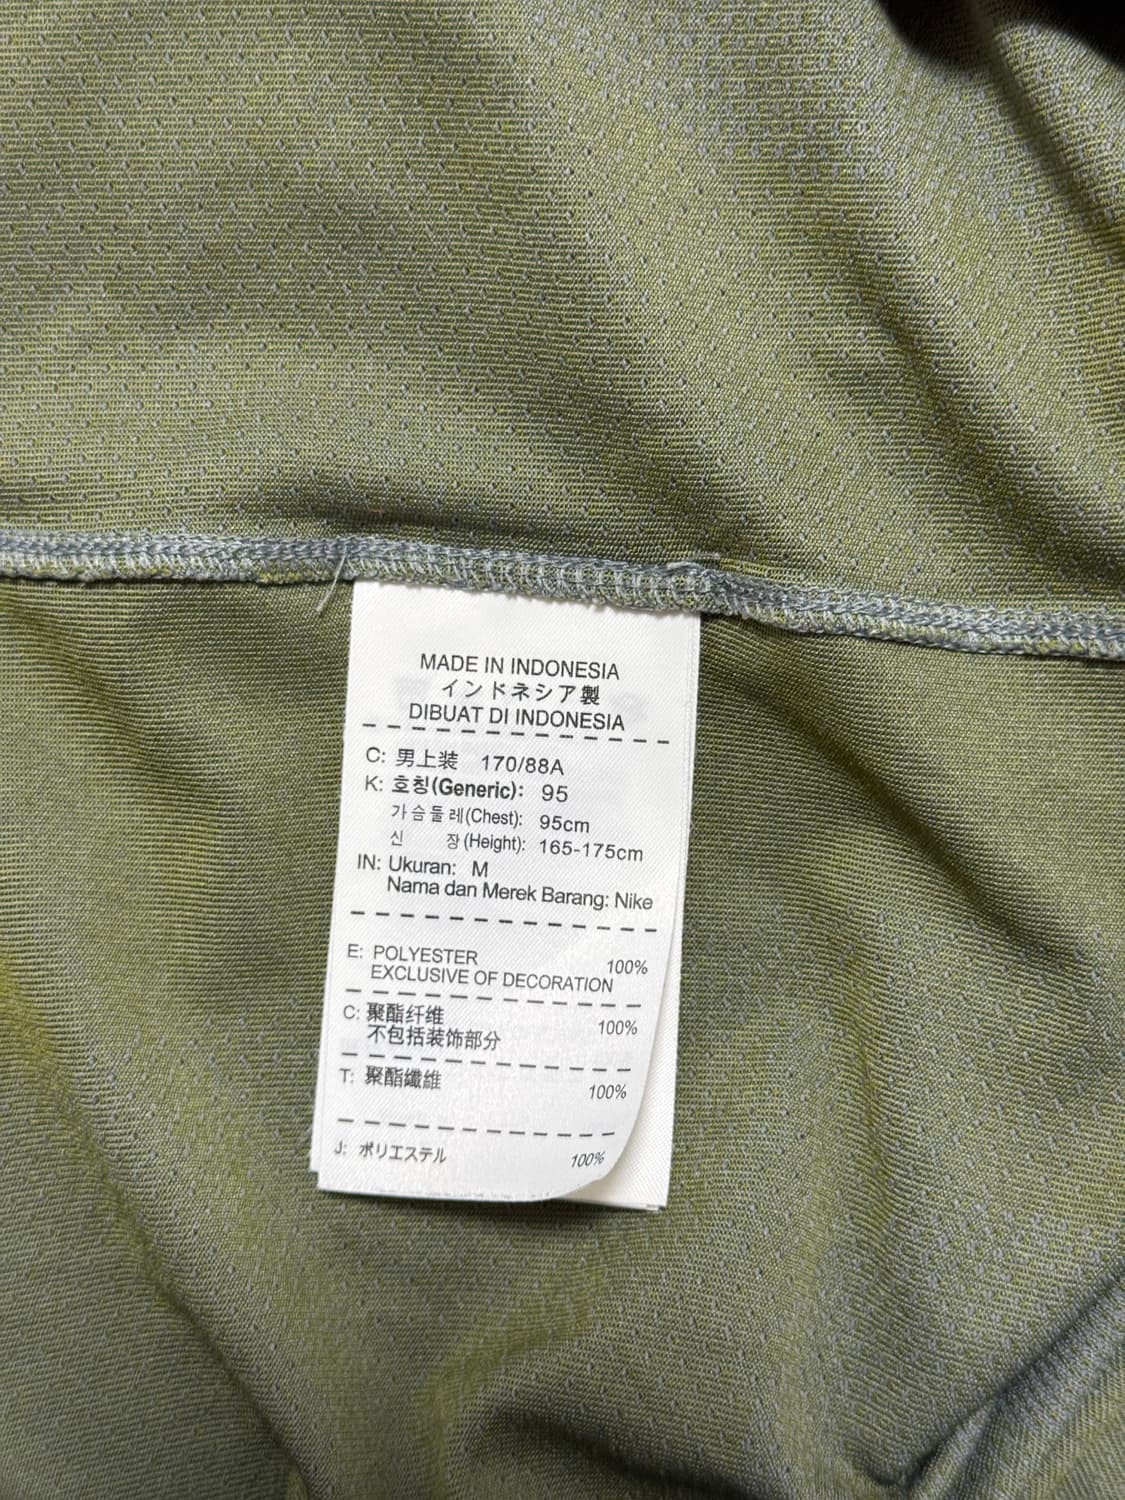 MADE IN INDONESIA
インドネシア製
DIBUAT DI INDONESIA
C: 男上装 170/88A
K: 호칭(Generic): 95
가슴둘레(Chest): 95cm
신 장(Height): 165-175cm
IN: Ukuran: M
Nama dan Merek Barang: Nike
E: POLYESTER 100%
EXCLUSIVE OF DECORATION
C: 聚酯纤维 100%
不包括装饰部分
T: 聚酯纖維 100%
J: ポリエステル 100%